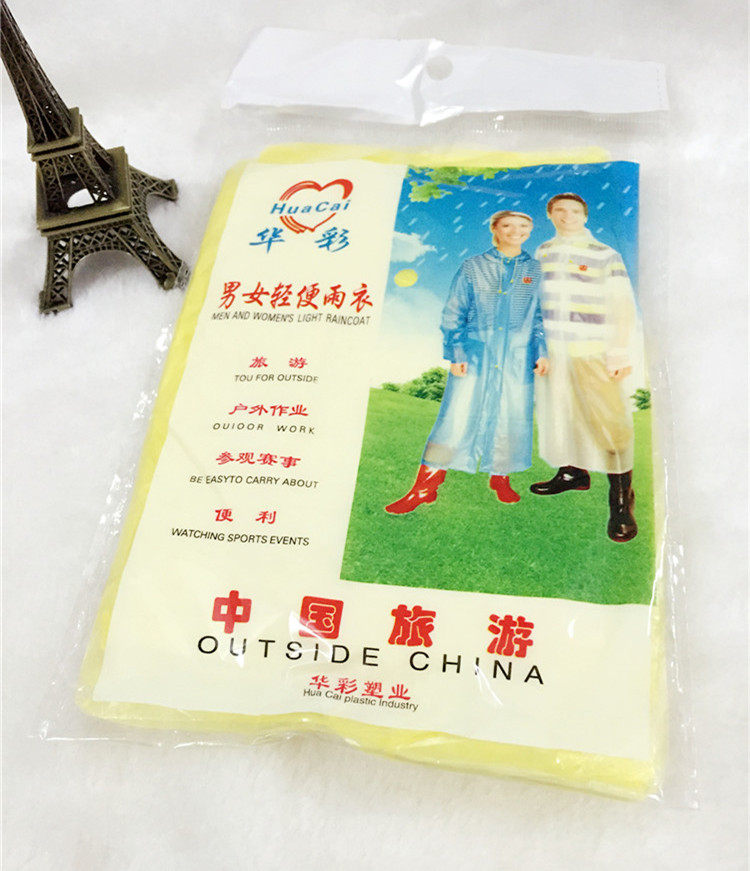 HuaCai
华彩
男女轻便雨衣
MEN AND WOMEN'S LIGHT RAINCOAT
旅游
TOU FOR OUTSIDE
户外作业
OUIOOR WORK
参观赛事
BE EASYTO CARRY ABOUT
便利
WATCHING SPORTS EVENTS
中国旅游
OUTSIDE CHINA
华彩塑业
Hua Cai plastic Industry